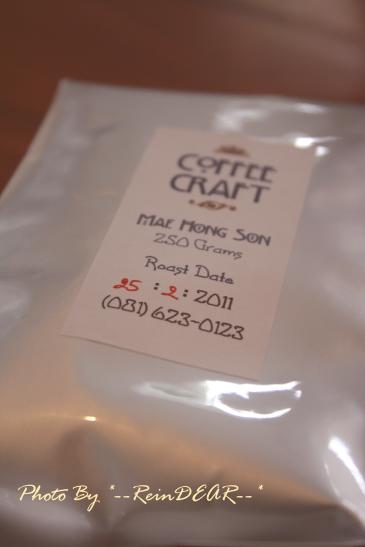 COFFEE
CRAFT
MAE HONG SON
250 Grams
Roast Date
25 : 2 : 2011
(081) 623-0123
Photo By *--ReinDEAR--*